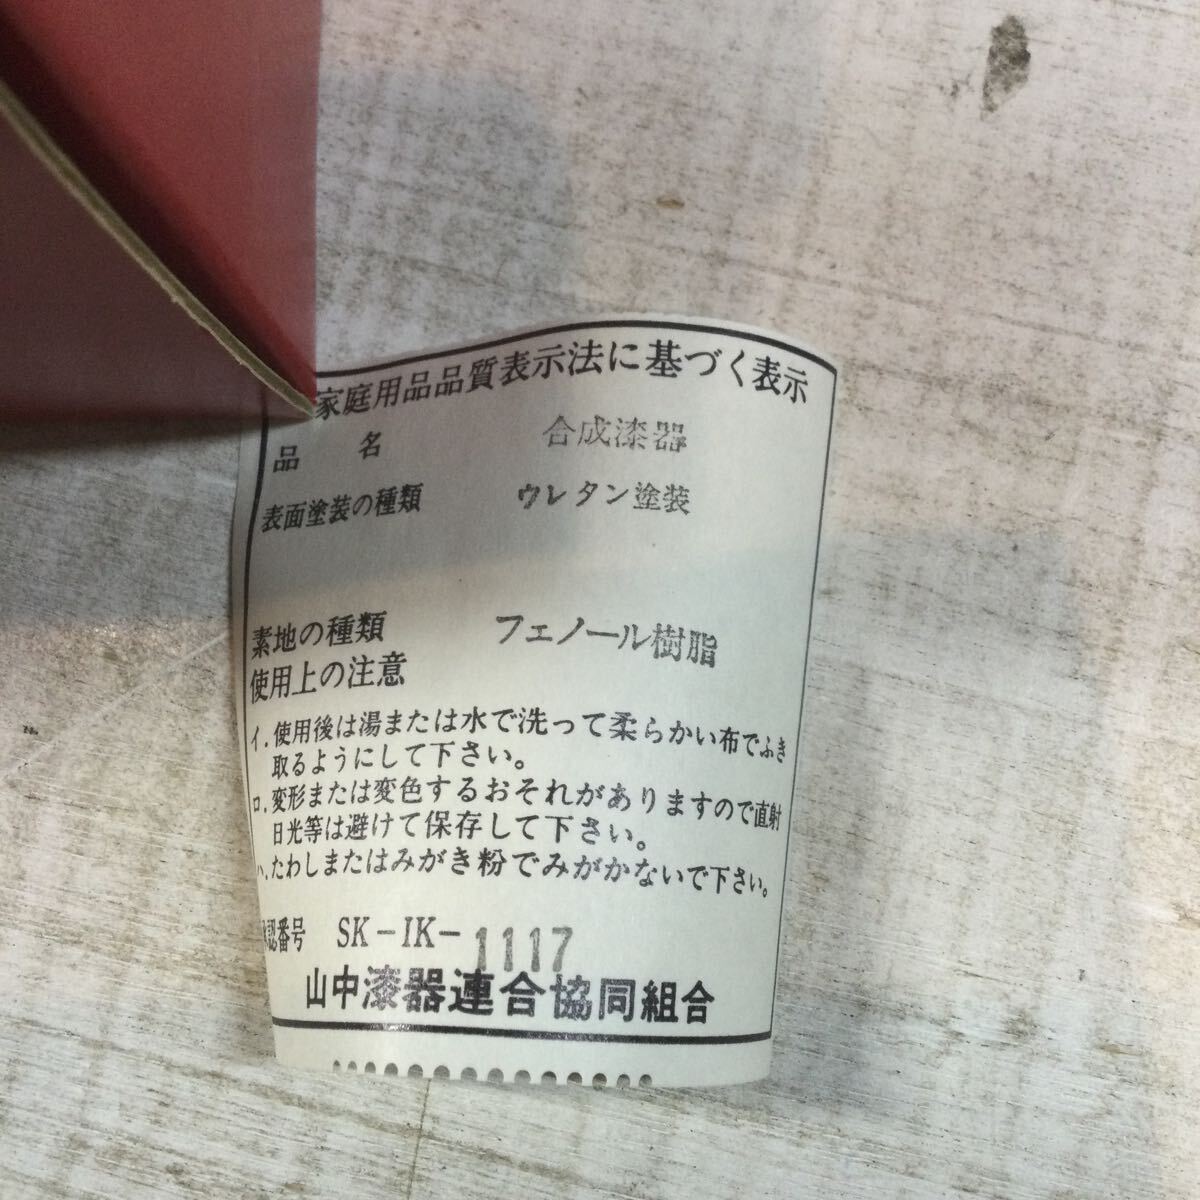 家庭用品品質表示法に基づく表示
品 名 合成漆器
表面塗装の種類 ウレタン塗装
素地の種類 フェノール樹脂
使用上の注意
イ.使用後は湯または水で洗って柔らかい布でふき
取るようにして下さい。
ロ.変形または変色するおそれがありますので直射
日光等は避けて保存して下さい。
ハ.たわしまたはみがき粉でみがかないで下さい。
承認番号 SK-IK-1117
山中漆器連合協同組合